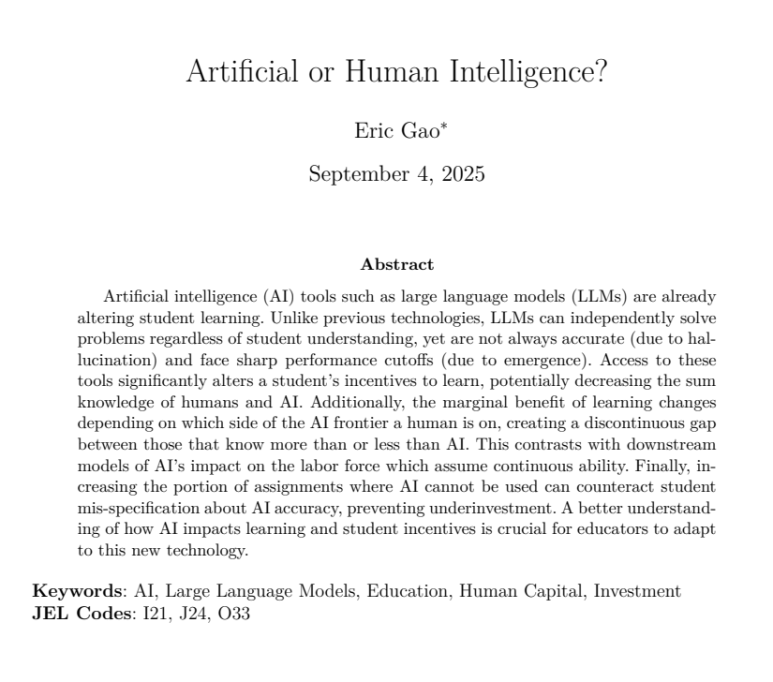 Artificial or Human Intelligence?
Eric Gao*
September 4, 2025
Abstract
Artificial intelligence (AI) tools such as large language models (LLMs) are already
altering student learning. Unlike previous technologies, LLMs can independently solve
problems regardless of student understanding, yet are not always accurate (due to hal-
lucination) and face sharp performance cutoffs (due to emergence). Access to these
tools significantly alters a student's incentives to learn, potentially decreasing the sum
knowledge of humans and AI. Additionally, the marginal benefit of learning changes
depending on which side of the AI frontier a human is on, creating a discontinuous gap
between those that know more than or less than AI. This contrasts with downstream
models of AI's impact on the labor force which assume continuous ability. Finally, in-
creasing the portion of assignments where AI cannot be used can counteract student
mis-specification about AI accuracy, preventing underinvestment. A better understand-
ing of how AI impacts learning and student incentives is crucial for educators to adapt
to this new technology.
Keywords: AI, Large Language Models, Education, Human Capital, Investment
JEL Codes: I21, J24, O33